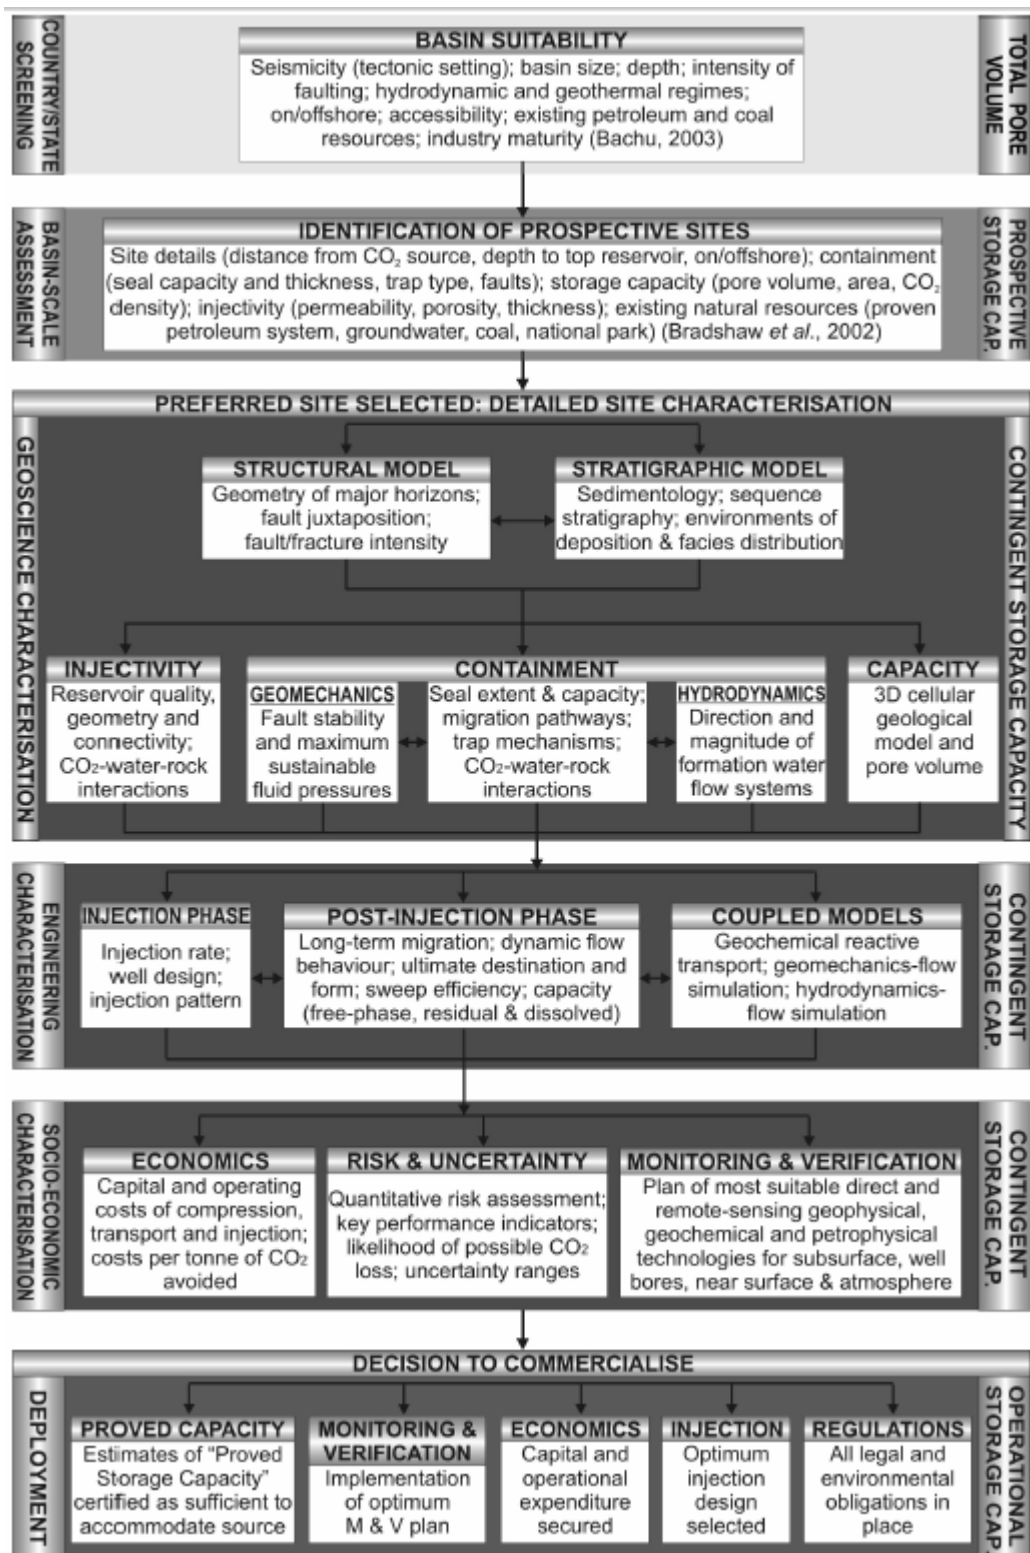 COUNTRY/STATE
SCREENING
BASIN SUITABILITY
Seismicity (tectonic setting); basin size; depth; intensity of
faulting; hydrodynamic and geothermal regimes;
on/offshore; accessibility; existing petroleum and coal
resources; industry maturity (Bachu, 2003)
TOTAL PORE
VOLUME
BASIN-SCALE
ASSESSMENT
IDENTIFICATION OF PROSPECTIVE SITES
Site details (distance from CO₂ source, depth to top reservoir, on/offshore); containment
(seal capacity and thickness, trap type, faults); storage capacity (pore volume, area, CO₂
density); injectivity (permeability, porosity, thickness); existing natural resources (proven
petroleum system, groundwater, coal, national park) (Bradshaw et al., 2002)
PROSPECTIVE
STORAGE CAP.
PREFERRED SITE SELECTED: DETAILED SITE CHARACTERISATION
GEOSCIENCE CHARACTERISATION
STRUCTURAL MODEL
Geometry of major horizons;
fault juxtaposition;
fault/fracture intensity
STRATIGRAPHIC MODEL
Sedimentology; sequence
stratigraphy; environments of
deposition & facies distribution
INJECTIVITY
Reservoir quality,
geometry and
connectivity;
CO₂-water-rock
interactions
CONTAINMENT
GEOMECHANICS
Fault stability
and maximum
sustainable
fluid pressures
Seal extent & capacity;
migration pathways;
trap mechanisms;
CO₂-water-rock
interactions
HYDRODYNAMICS
Direction and
magnitude of
formation water
flow systems
CAPACITY
3D cellular
geological
model and
pore volume
CONTINGENT STORAGE CAPACITY
ENGINEERING
CHARACTERISATION
INJECTION PHASE
Injection rate;
well design;
injection pattern
POST-INJECTION PHASE
Long-term migration; dynamic flow
behaviour; ultimate destination and
form; sweep efficiency; capacity
(free-phase, residual & dissolved)
COUPLED MODELS
Geochemical reactive
transport; geomechanics-flow
simulation; hydrodynamics-
flow simulation
CONTINGENT
STORAGE CAP.
SOCIO-ECONOMIC
CHARACTERISATION
ECONOMICS
Capital and operating
costs of compression,
transport and injection;
costs per tonne of CO₂
avoided
RISK & UNCERTAINTY
Quantitative risk assessment;
key performance indicators;
likelihood of possible CO₂
loss; uncertainty ranges
MONITORING & VERIFICATION
Plan of most suitable direct and
remote-sensing geophysical,
geochemical and petrophysical
technologies for subsurface, well
bores, near surface & atmosphere
CONTINGENT
STORAGE CAP.
DECISION TO COMMERCIALISE
DEPLOYMENT
PROVED CAPACITY
Estimates of "Proved
Storage Capacity"
certified as sufficient to
accommodate source
MONITORING &
VERIFICATION
Implementation
of optimum
M & V plan
ECONOMICS
Capital and
operational
expenditure
secured
INJECTION
Optimum
injection
design
selected
REGULATIONS
All legal and
environmental
obligations in
place
OPERATIONAL
STORAGE CAP.